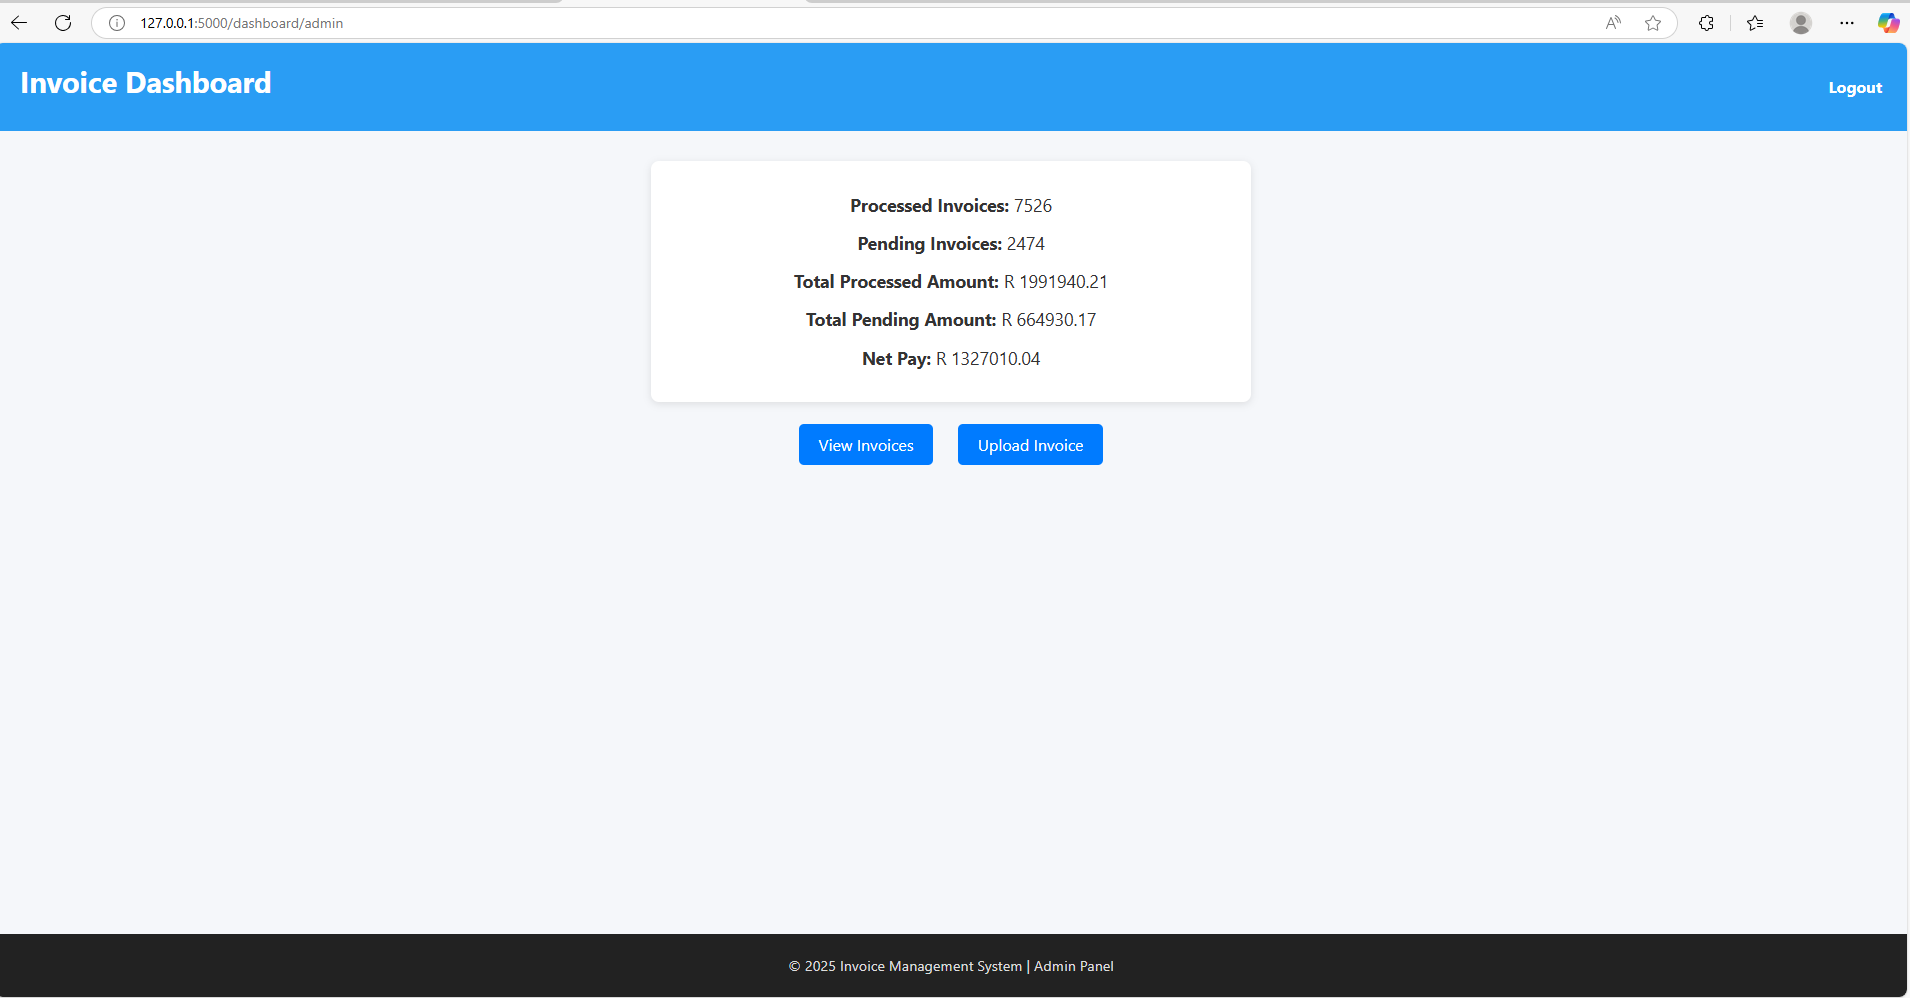 127.0.0.1:5000/dashboard/admin
Invoice Dashboard
Logout
Processed Invoices: 7526
Pending Invoices: 2474
Total Processed Amount: R 1991940.21
Total Pending Amount: R 664930.17
Net Pay: R 1327010.04
View Invoices
Upload Invoice
© 2025 Invoice Management System | Admin Panel